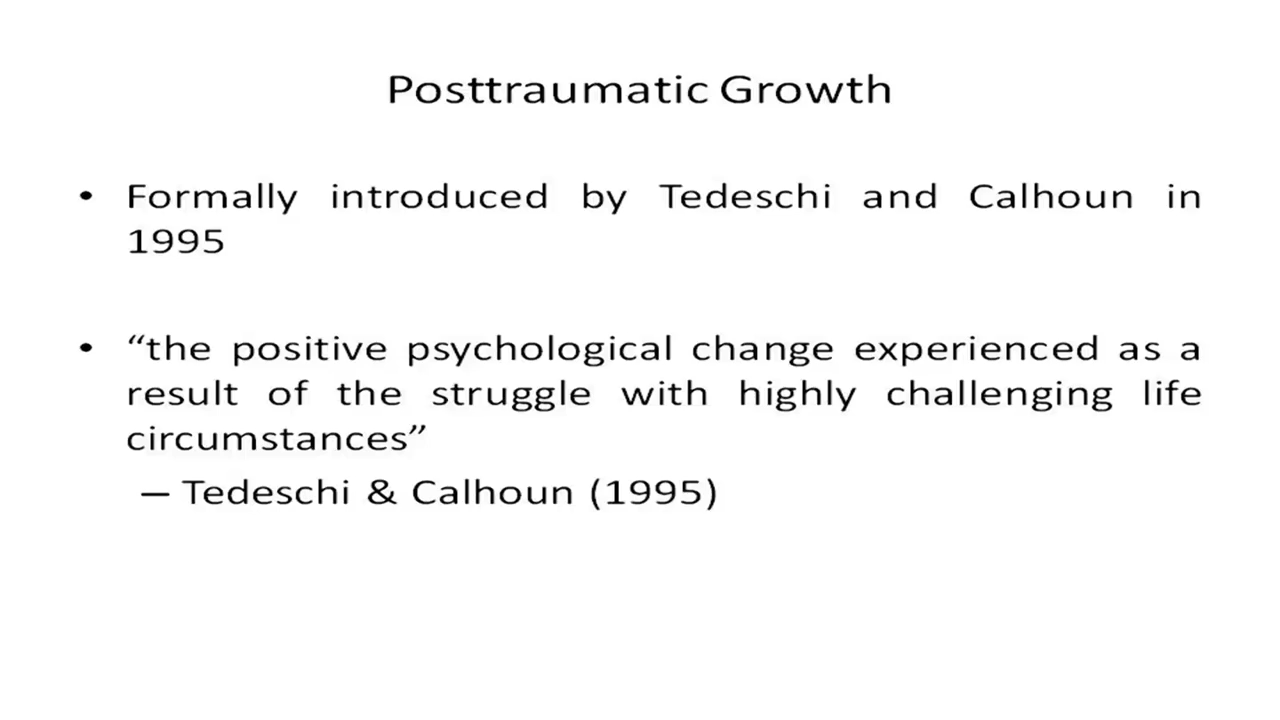 Posttraumatic Growth
• Formally introduced by Tedeschi and Calhoun in
1995
• “the positive psychological change experienced as a
result of the struggle with highly challenging life
circumstances”
– Tedeschi & Calhoun (1995)